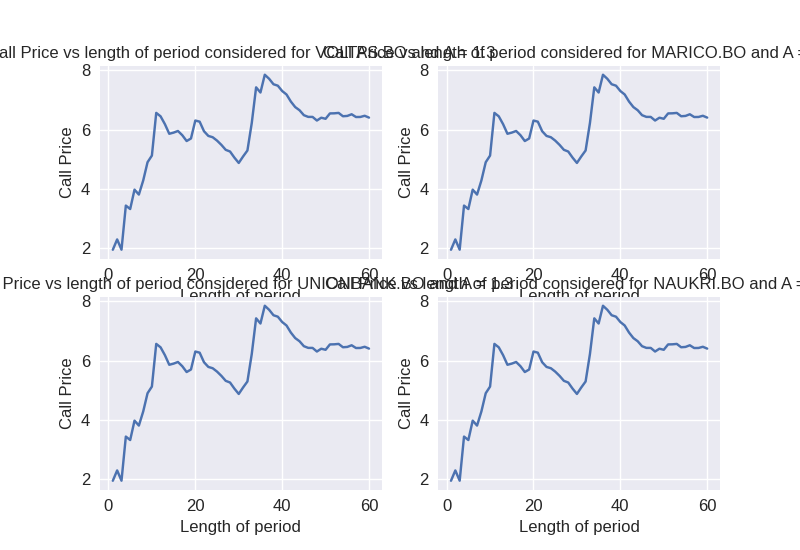 all Price vs length of period considered for VOLTAS.BO and A = 1.3
Call Price vs length of period considered for MARICO.BO and A =
8
6
4
2
Call Price
0 20 40 60
Length of period
8
6
4
2
Call Price
0 20 40 60
Length of period
Price vs length of period considered for UNIONBANK.BO and A = 1.3
Call Price vs length of period considered for NAUKRI.BO and A =
8
6
4
2
Call Price
0 20 40 60
Length of period
8
6
4
2
Call Price
0 20 40 60
Length of period